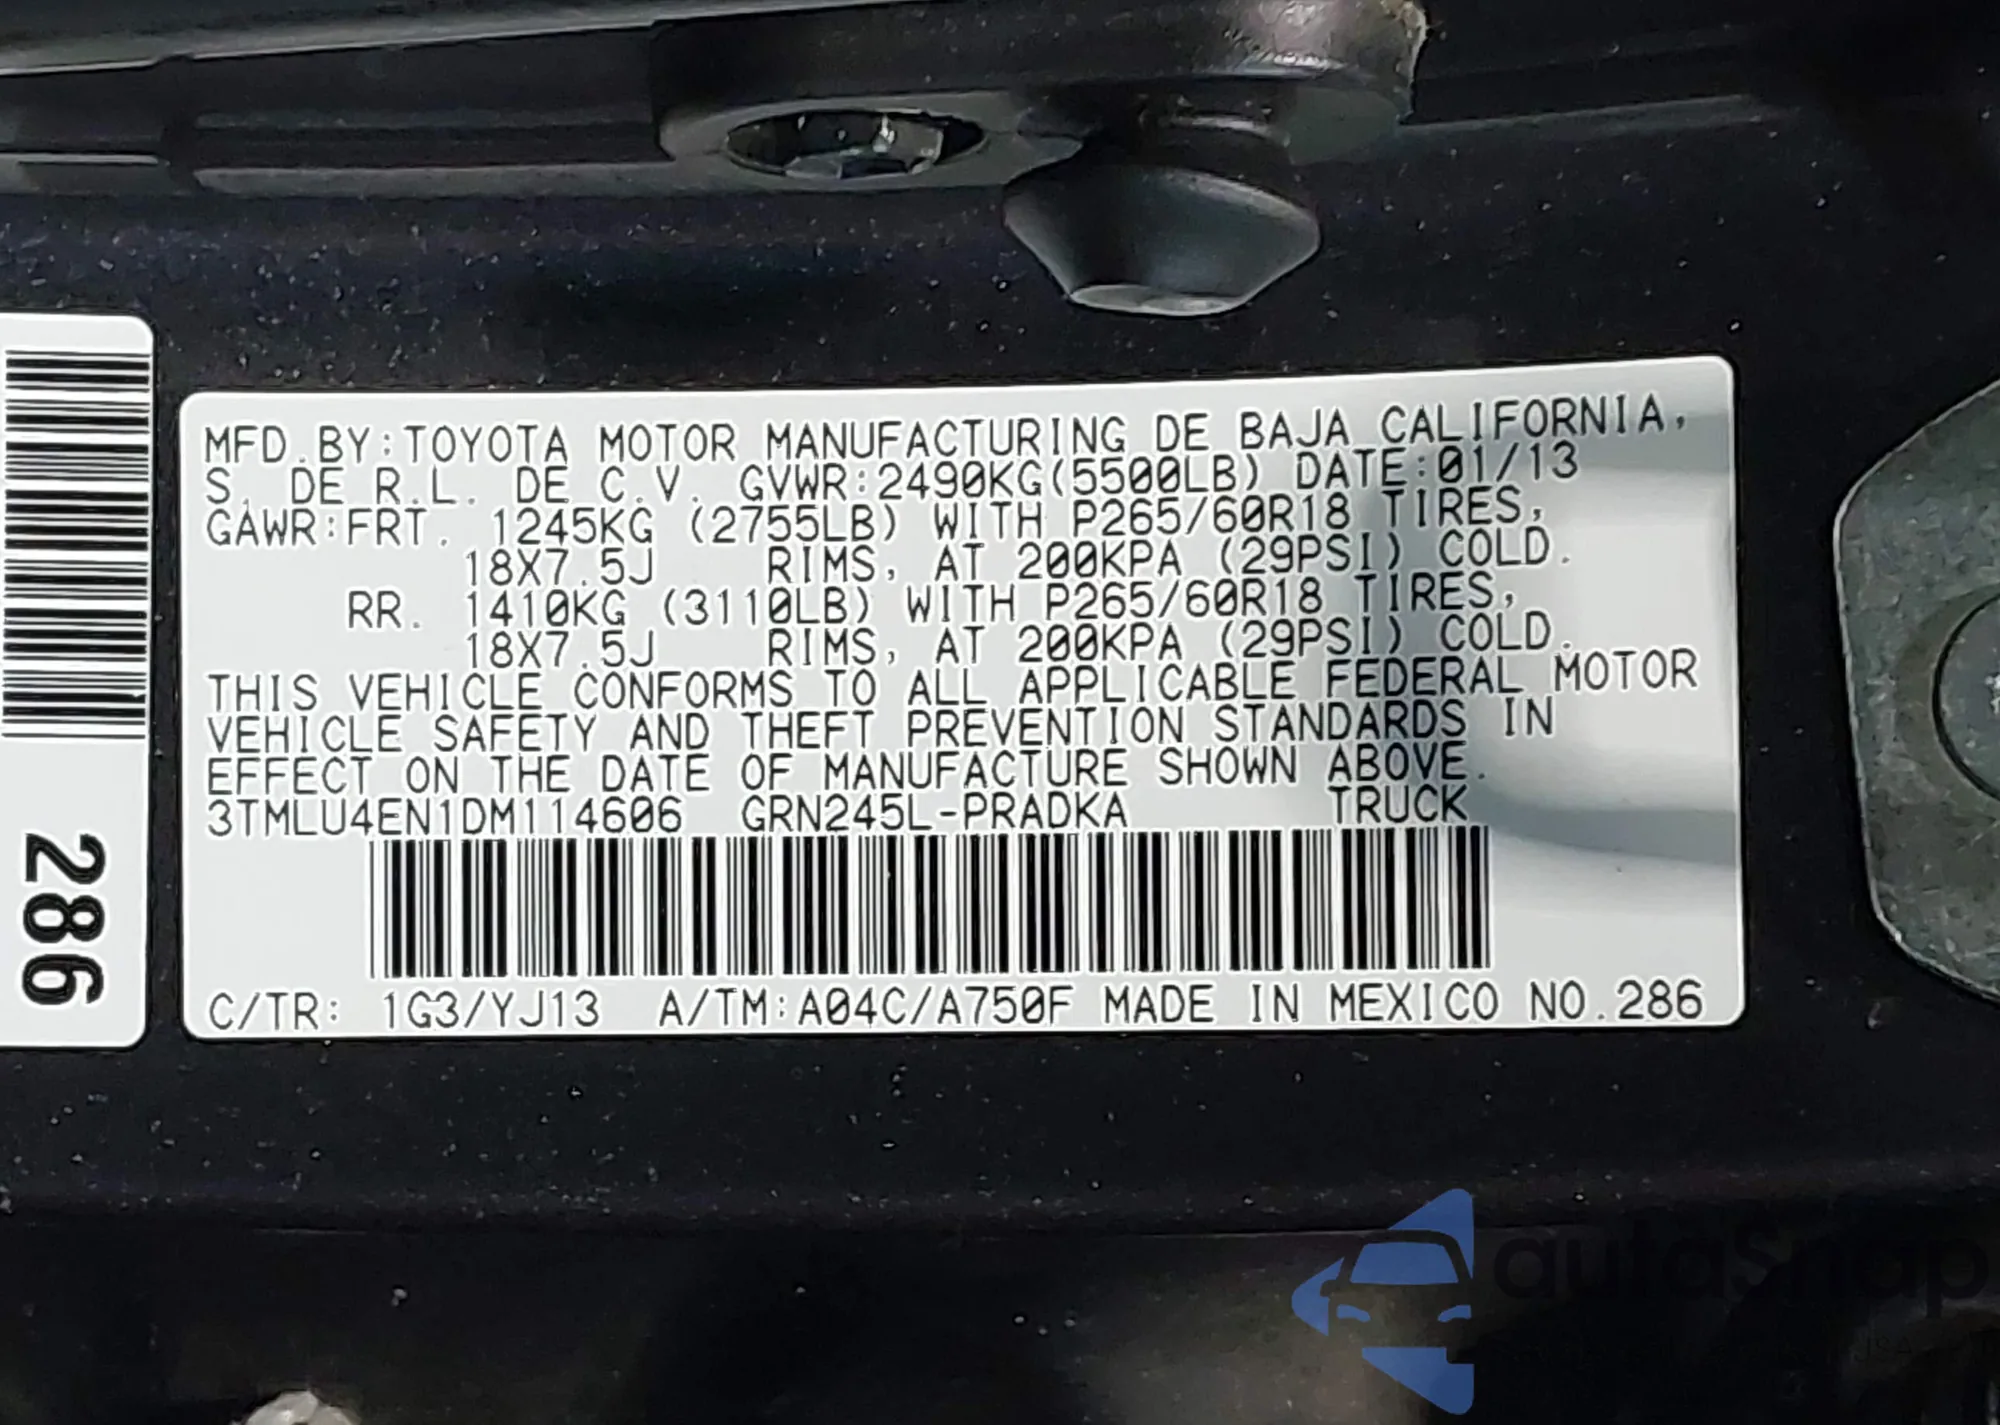 MFD.BY:TOYOTA MOTOR MANUFACTURING DE BAJA CALIFORNIA,
S. DE R.L. DE C.V. GVWR:2490KG(5500LB) DATE:01/13
GAWR:FRT. 1245KG (2755LB) WITH P265/60R18 TIRES,
18X7.5J RIMS, AT 200KPA (29PSI) COLD.
RR. 1410KG (3110LB) WITH P265/60R18 TIRES,
18X7.5J RIMS, AT 200KPA (29PSI) COLD.
THIS VEHICLE CONFORMS TO ALL APPLICABLE FEDERAL MOTOR
VEHICLE SAFETY AND THEFT PREVENTION STANDARDS IN
EFFECT ON THE DATE OF MANUFACTURE SHOWN ABOVE.
3TMLU4EN1DM114606 GRN245L-PRADKA TRUCK
C/TR: 1G3/YJ13 A/TM:A04C/A750F MADE IN MEXICO NO.286
286
autoSnap